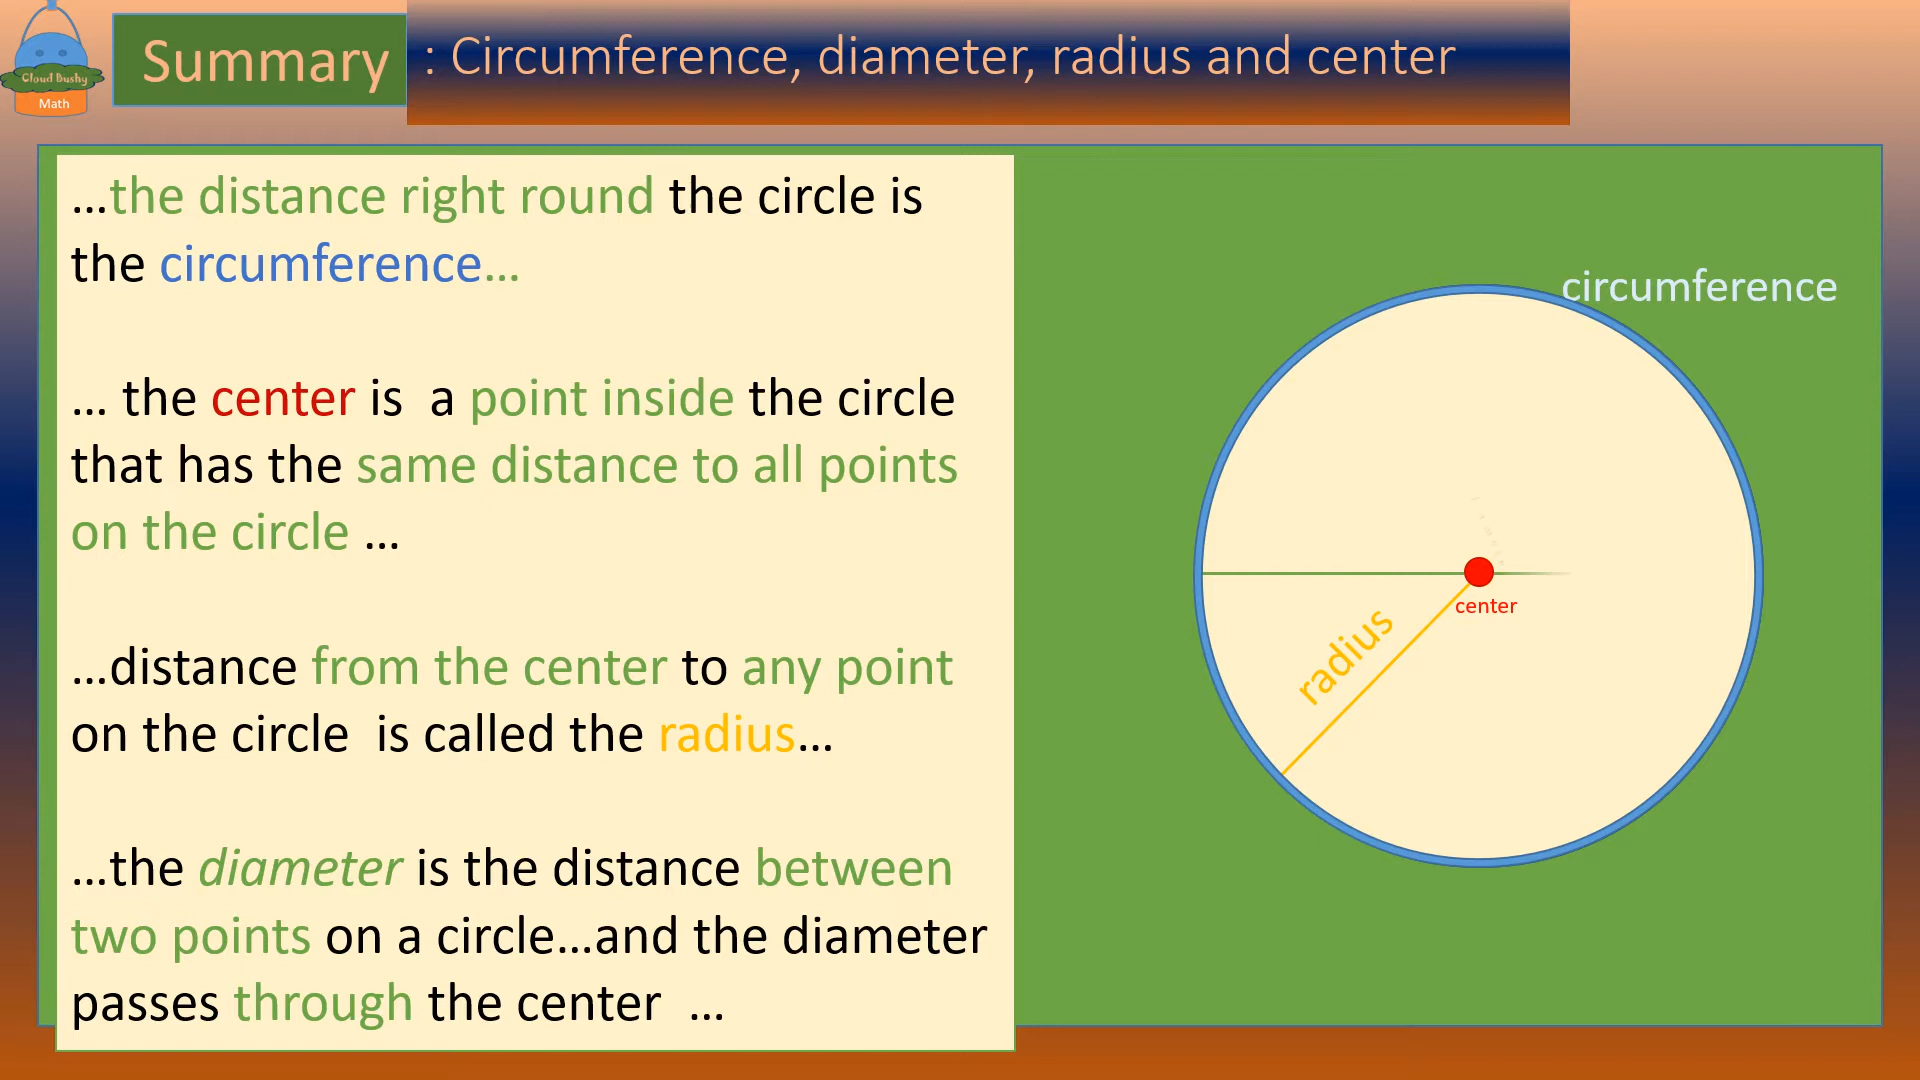 Cloud Bushy
Math
Summary : Circumference, diameter, radius and center
...the distance right round the circle is
the circumference...
... the center is a point inside the circle
that has the same distance to all points
on the circle ...
...distance from the center to any point
on the circle is called the radius...
...the diameter is the distance between
two points on a circle...and the diameter
passes through the center ...
circumference
center
radius